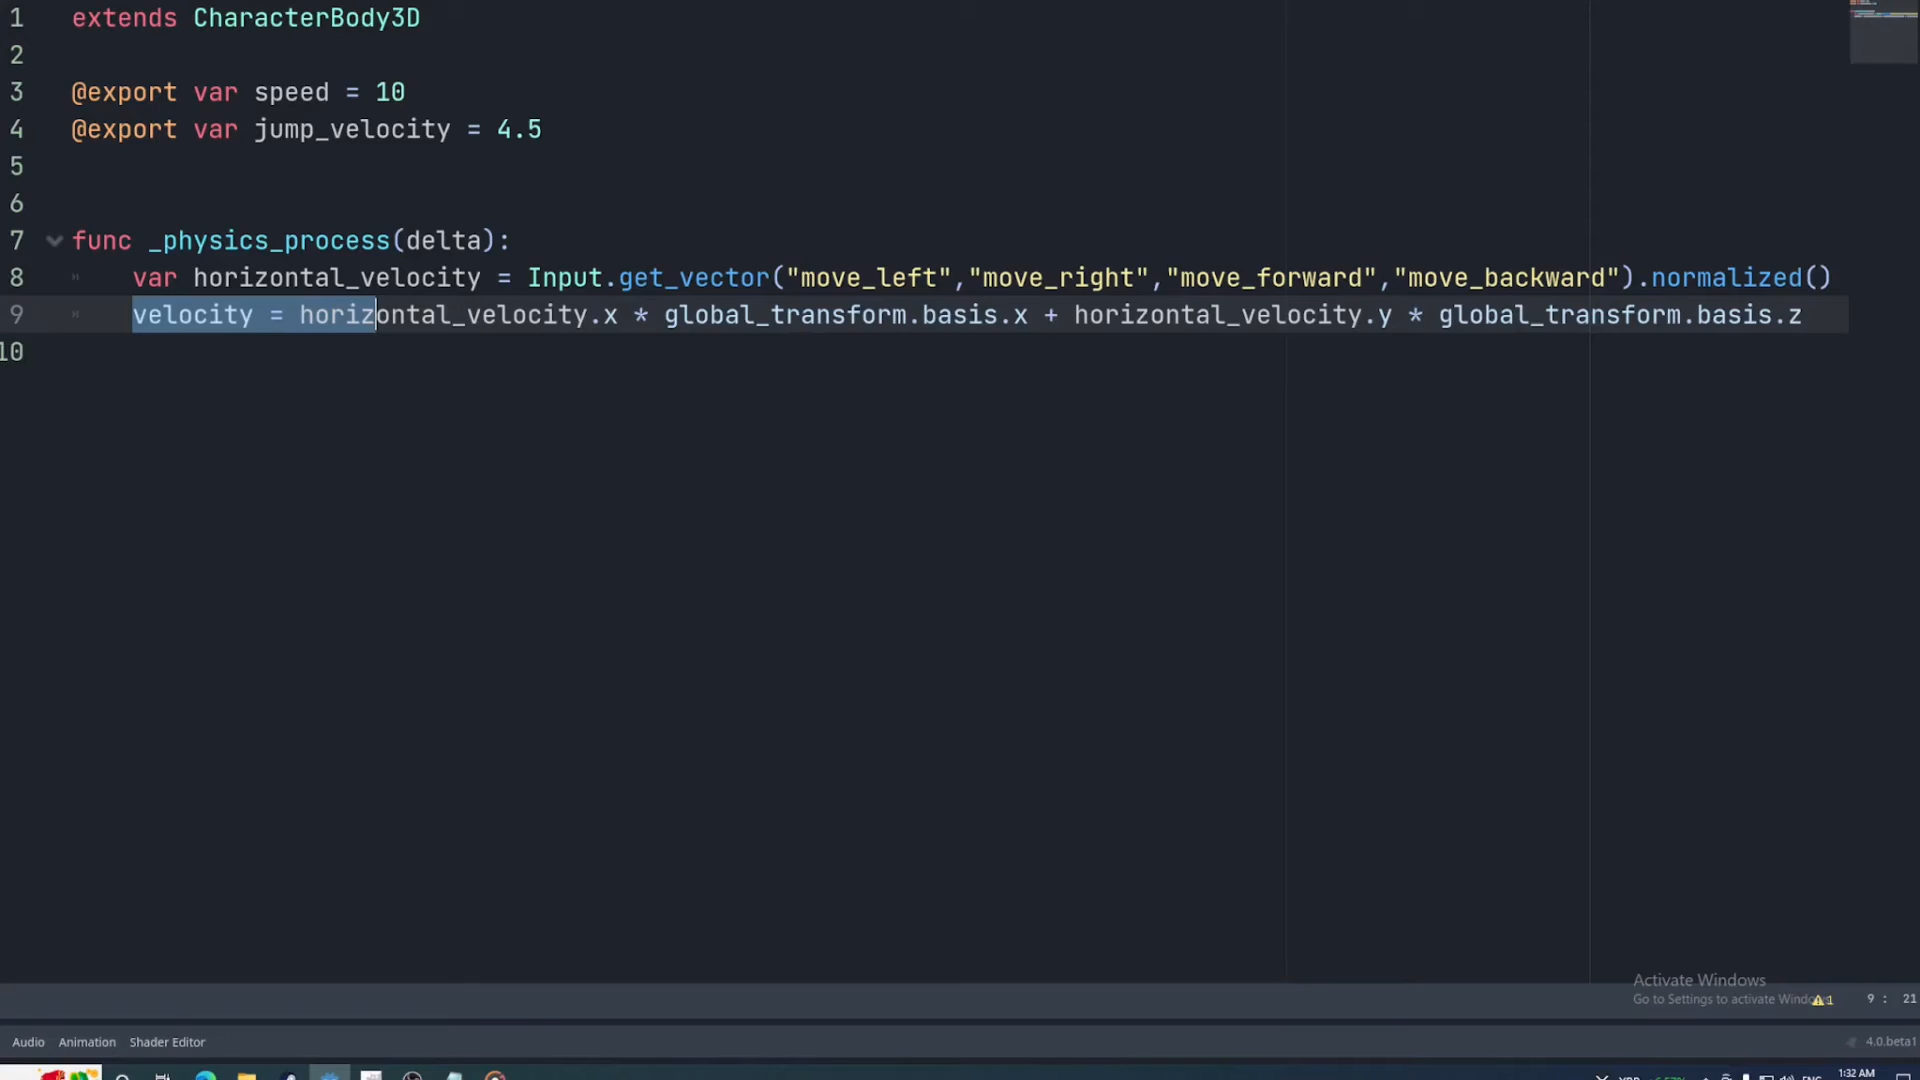 1 extends CharacterBody3D
2
3 @export var speed = 10
4 @export var jump_velocity = 4.5
5
6
7 func _physics_process(delta):
8 var horizontal_velocity = Input.get_vector("move_left","move_right","move_forward","move_backward").normalized()
9 velocity = horizontal_velocity.x * global_transform.basis.x + horizontal_velocity.y * global_transform.basis.z
10
Activate Windows
Go to Settings to activate Windows.
1 9 : 21
Audio Animation Shader Editor 4.0.beta1
1:32 AM